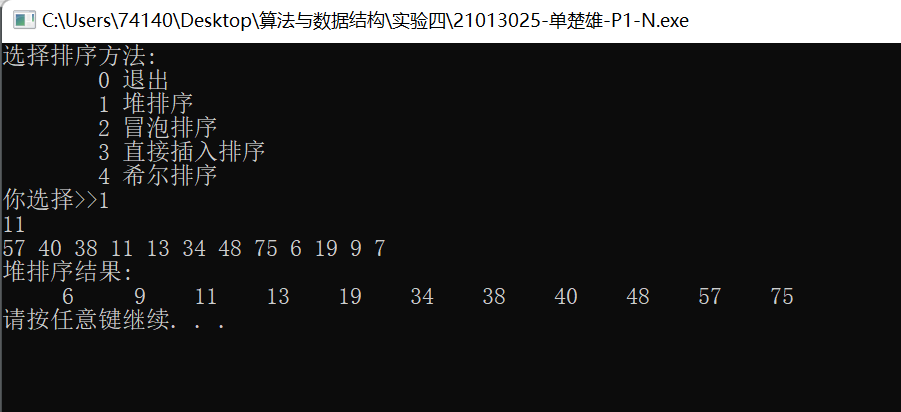 C:\Users\74140\Desktop\算法与数据结构\实验四\21013025-单楚雄-P1-N.exe
选择排序方法:
0 退出
1 堆排序
2 冒泡排序
3 直接插入排序
4 希尔排序
你选择>>1
11
57 40 38 11 13 34 48 75 6 19 9 7
堆排序结果:
6 9 11 13 19 34 38 40 48 57 75
请按任意键继续. . .